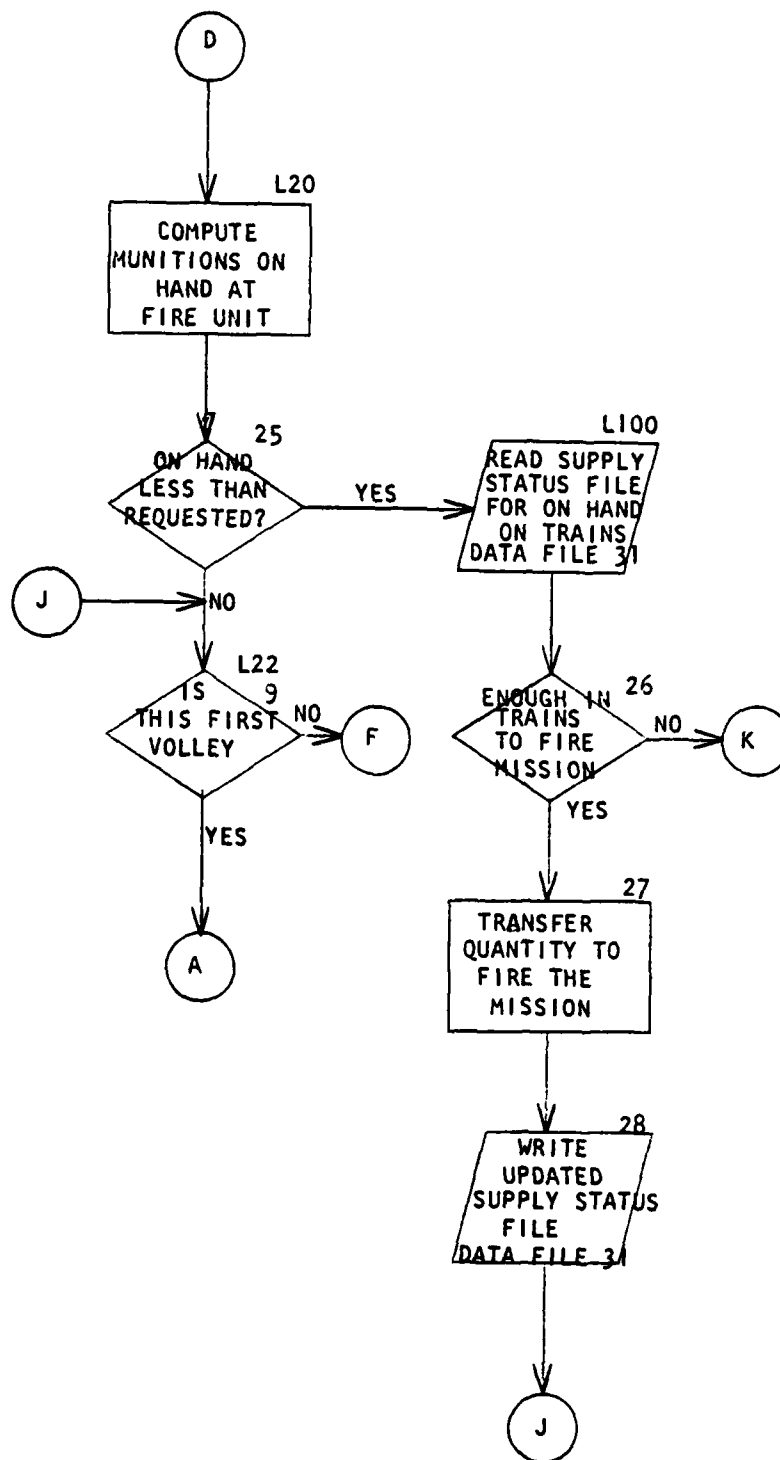 D
L20
COMPUTE
MUNITIONS ON
HAND AT
FIRE UNIT
25
ON HAND
LESS THAN
REQUESTED?
YES
L100
READ SUPPLY
STATUS FILE
FOR ON HAND
ON TRAINS
DATA FILE 31
J
NO
L22
9
IS
THIS FIRST
VOLLEY
NO
F
YES
A
26
ENOUGH IN
TRAINS
TO FIRE
MISSION
NO
K
YES
27
TRANSFER
QUANTITY TO
FIRE THE
MISSION
28
WRITE
UPDATED
SUPPLY STATUS
FILE
DATA FILE 31
J